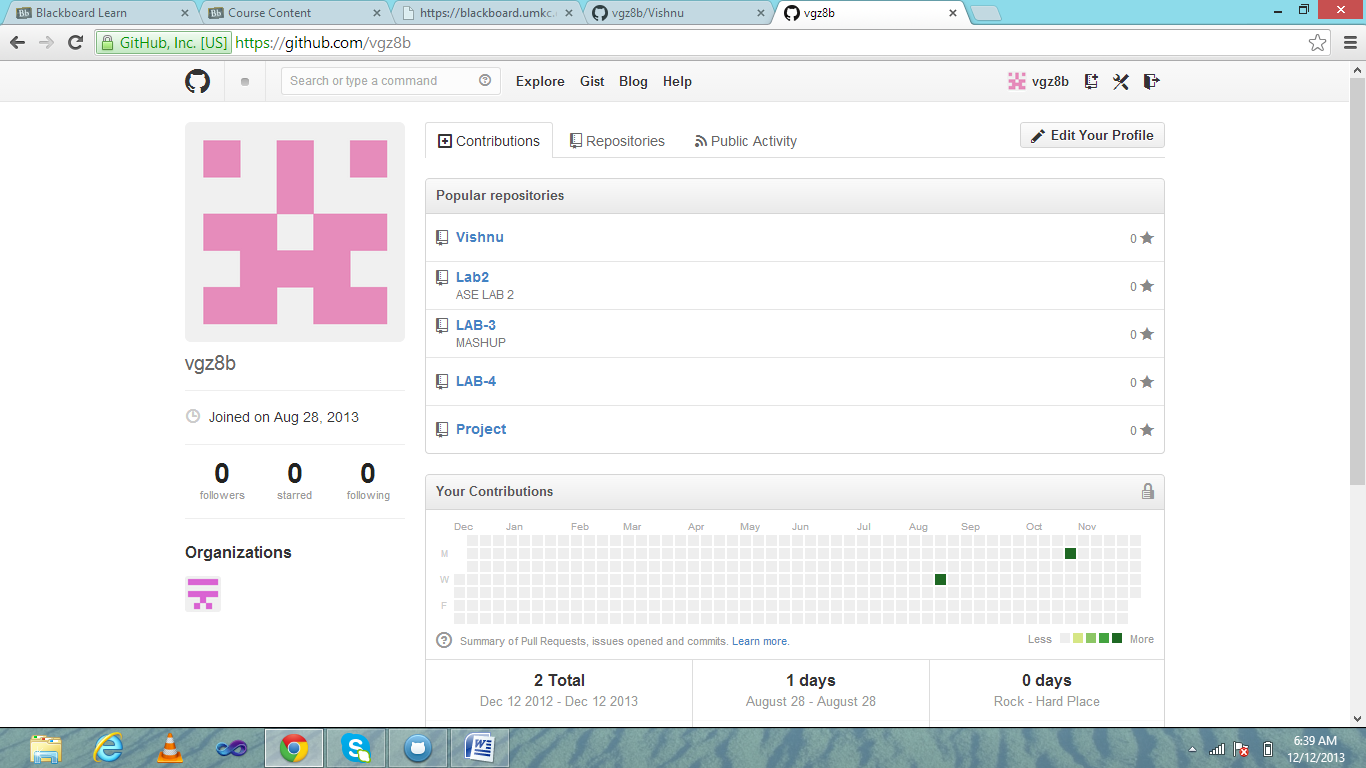 Blackboard Learn
Course Content
https://blackboard.umkc.
vgz8b/Vishnu
vgz8b
GitHub, Inc. [US] https://github.com/vgz8b
Search or type a command
Explore Gist Blog Help
vgz8b
Contributions
Repositories
Public Activity
Edit Your Profile
vgz8b
Joined on Aug 28, 2013
0 0 0
followers starred following
Organizations
Popular repositories
Vishnu 0
Lab2 0
ASE LAB 2
LAB-3 0
MASHUP
LAB-4 0
Project 0
Your Contributions
Dec Jan Feb Mar Apr May Jun Jul Aug Sep Oct Nov
M
W
F
Summary of Pull Requests, issues opened and commits. Learn more.
Less More
2 Total 1 days 0 days
Dec 12 2012 - Dec 12 2013 August 28 - August 28 Rock - Hard Place
6:39 AM
12/12/2013